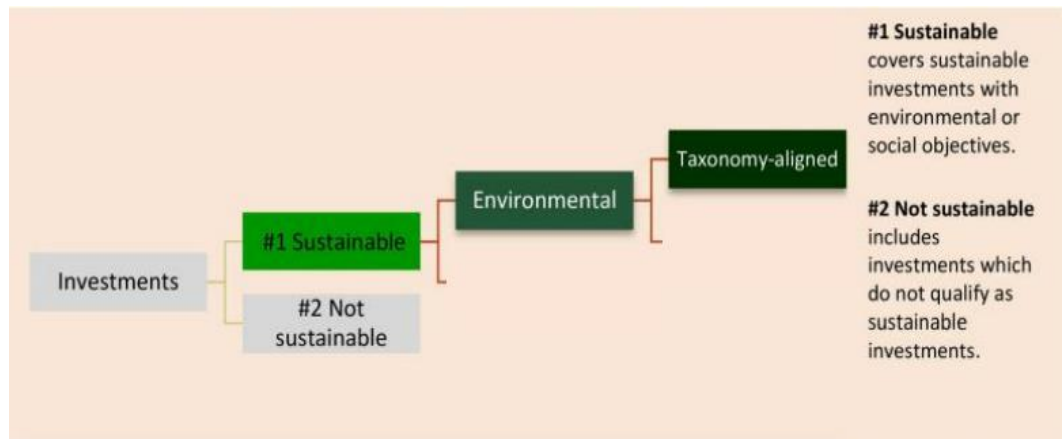 Investments
#1 Sustainable
#2 Not
sustainable
Environmental
Taxonomy-aligned
#1 Sustainable
covers sustainable
investments with
environmental or
social objectives.
#2 Not sustainable
includes
investments which
do not qualify as
sustainable
investments.